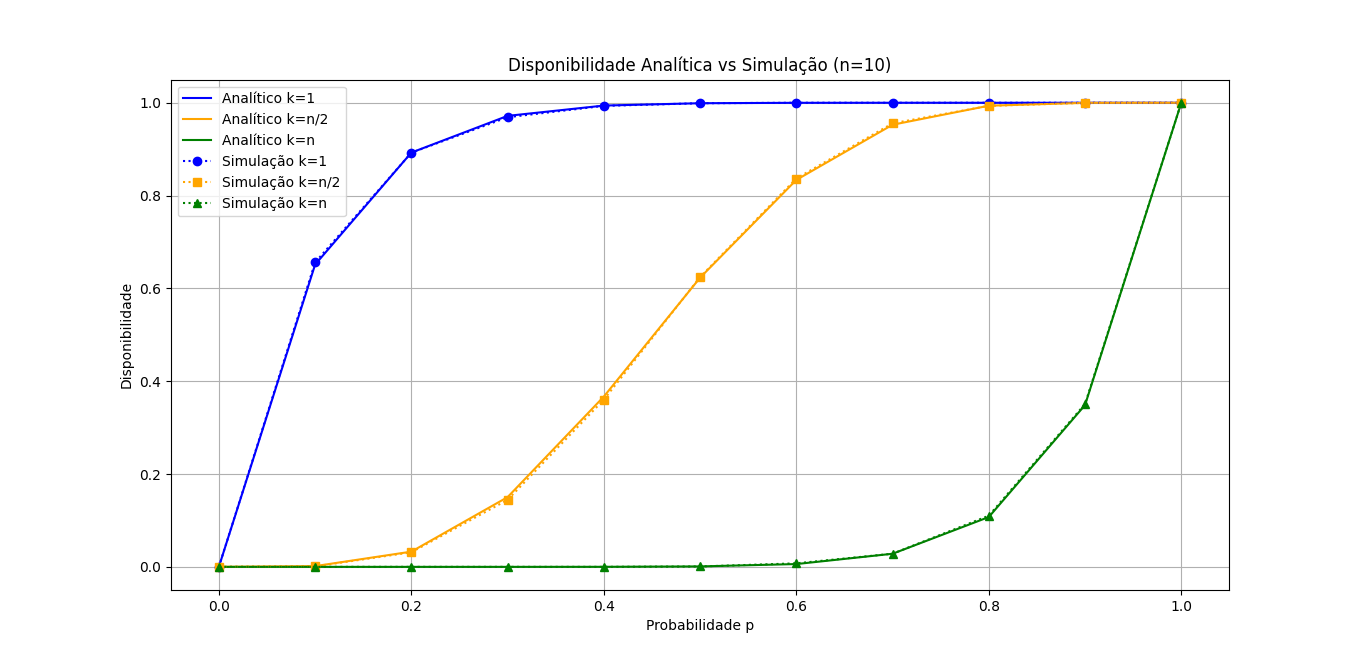 Disponibilidade Analítica vs Simulação (n=10)
Analítico k=1
Analítico k=n/2
Analítico k=n
Simulação k=1
Simulação k=n/2
Simulação k=n
1.0
0.8
0.6
0.4
0.2
0.0
Disponibilidade
0.0 0.2 0.4 0.6 0.8 1.0
Probabilidade p